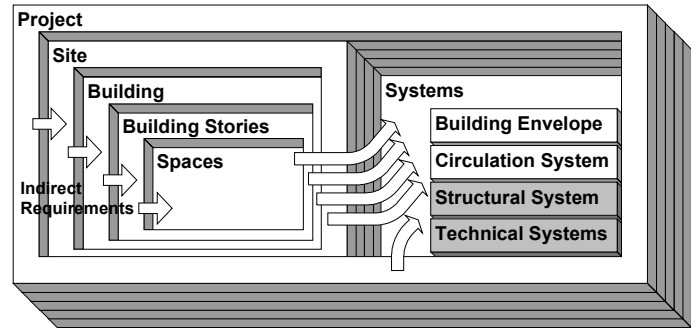 Project
Site
Building
Building Stories
Spaces
Indirect
Requirements
Systems
Building Envelope
Circulation System
Structural System
Technical Systems